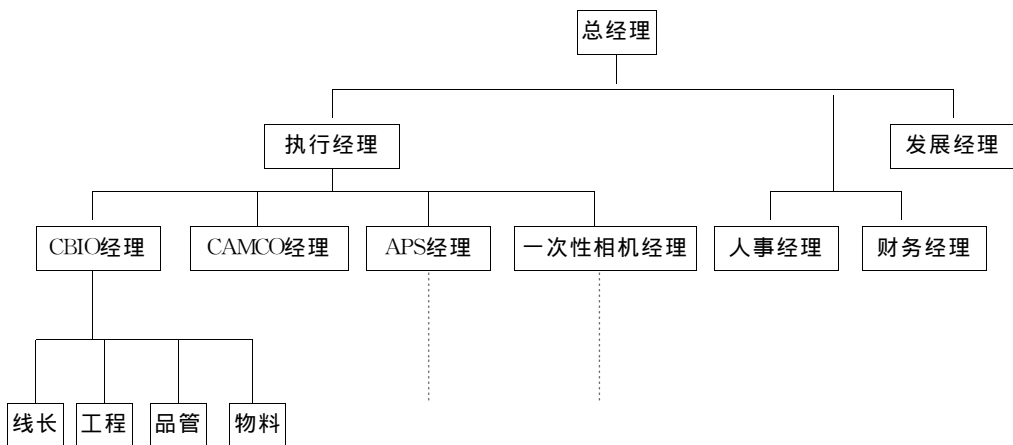 总经理
执行经理
发展经理
CBIO经理
CAMCO经理
APS经理
一次性相机经理
人事经理
财务经理
线长
工程
品管
物料